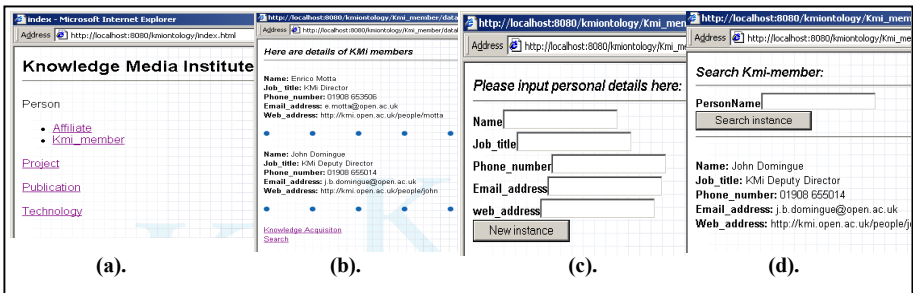 index - Microsoft Internet Explorer
Address http://localhost:8080/kmiontology/index.html
Knowledge Media Institute
Person
Affiliate
Kmi_member
Project
Publication
Technology
(a).
http://localhost:8080/kmiontology/Kmi_member/data
Address http://localhost:8080/kmiontology/Kmi_member/datal
Here are details of KMi members
Name: Enrico Motta
Job_ title: KMi Director
Phone_number: 01908 653506
Email_address: e.motta@open.ac.uk
Web_address: http://kmi.open.ac.uk/people/motta
Name: John Domingue
Job_title: KMi Deputy Director
Phone_number: 01908 655014
Email_address: j.b.domingue@open.ac.uk
Web_address: http://kmi.open.ac.uk/people/john
Knowledge Acquisiton
Search
(b).
http://localhost:8080/kmiontology/Kmi_
Address http://localhost:8080/kmiontology/Kmi_me
Please input personal details here:
Name
Job_title
Phone_number
Email_address
web_address
New instance
(c).
http://localhost:8080/kmiontology/Kmi_mem
Address http://localhost:8080/kmiontology/Kmi_me
Search Kmi-member:
PersonName
Search instance
Name: John Domingue
Job_title: KMi Deputy Director
Phone_number: 01908 655014
Email_address: j.b.domingue@open.ac.uk
Web_address: http://kmi.open.ac.uk/people/j
(d).